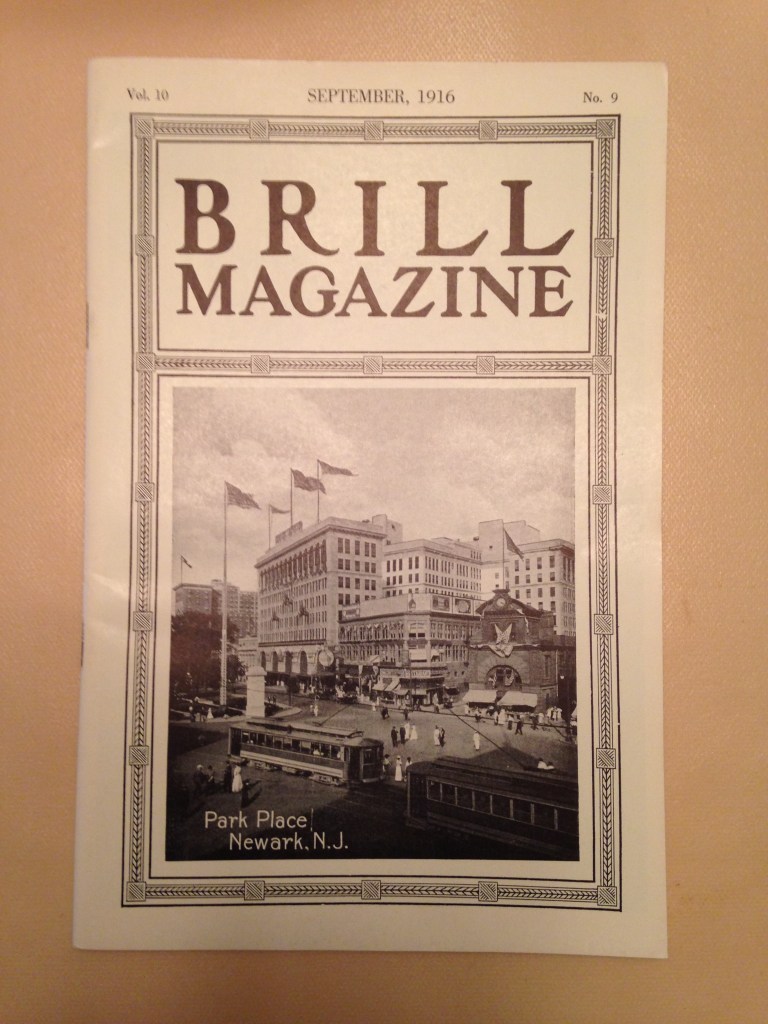 Vol. 10 SEPTEMBER, 1916 No. 9
BRILL
MAGAZINE
Park Place
Newark, N.J.